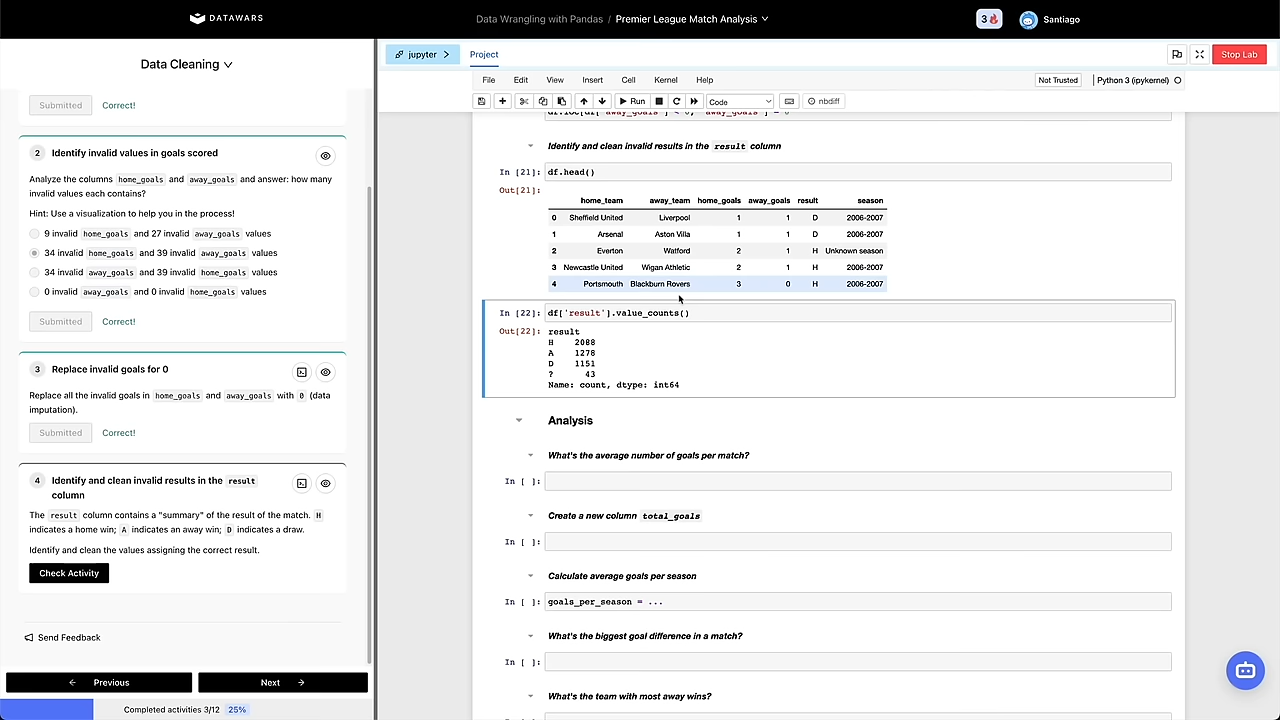 DATAWARS
Data Wrangling with Pandas / Premier League Match Analysis
3
Santiago
Data Cleaning
Submitted Correct!
2 Identify invalid values in goals scored
Analyze the columns home_goals and away_goals and answer: how many
invalid values each contains?
Hint: Use a visualization to help you in the process!
9 invalid home_goals and 27 invalid away_goals values
34 invalid home_goals and 39 invalid away_goals values
34 invalid away_goals and 39 invalid home_goals values
0 invalid away_goals and 0 invalid home_goals values
Submitted Correct!
3 Replace invalid goals for 0
Replace all the invalid goals in home_goals and away_goals with 0 (data
imputation).
Submitted Correct!
4 Identify and clean invalid results in the result
column
The result column contains a "summary" of the result of the match. H
indicates a home win; A indicates an away win; D indicates a draw.
Identify and clean the values assigning the correct result.
Check Activity
Send Feedback
Previous
Next
Completed activities 3/12 25%
jupyter
Project
Stop Lab
File Edit View Insert Cell Kernel Help
Not Trusted
Python 3 (ipykernel)
Run
Code
nbdiff
df.loc[df['away_goals'] < 0, 'away_goals'] = 0
Identify and clean invalid results in the result column
In [21]: df.head()
Out[21]:
home_team away_team home_goals away_goals result season
0 Sheffield United Liverpool 1 1 D 2006-2007
1 Arsenal Aston Villa 1 1 D 2006-2007
2 Everton Watford 2 1 H Unknown season
3 Newcastle United Wigan Athletic 2 1 H 2006-2007
4 Portsmouth Blackburn Rovers 3 0 H 2006-2007
In [22]: df['result'].value_counts()
Out[22]: result
H 2088
A 1278
D 1151
? 43
Name: count, dtype: int64
Analysis
What's the average number of goals per match?
In [ ]:
Create a new column total_goals
In [ ]:
Calculate average goals per season
In [ ]: goals_per_season = ...
What's the biggest goal difference in a match?
In [ ]:
What's the team with most away wins?